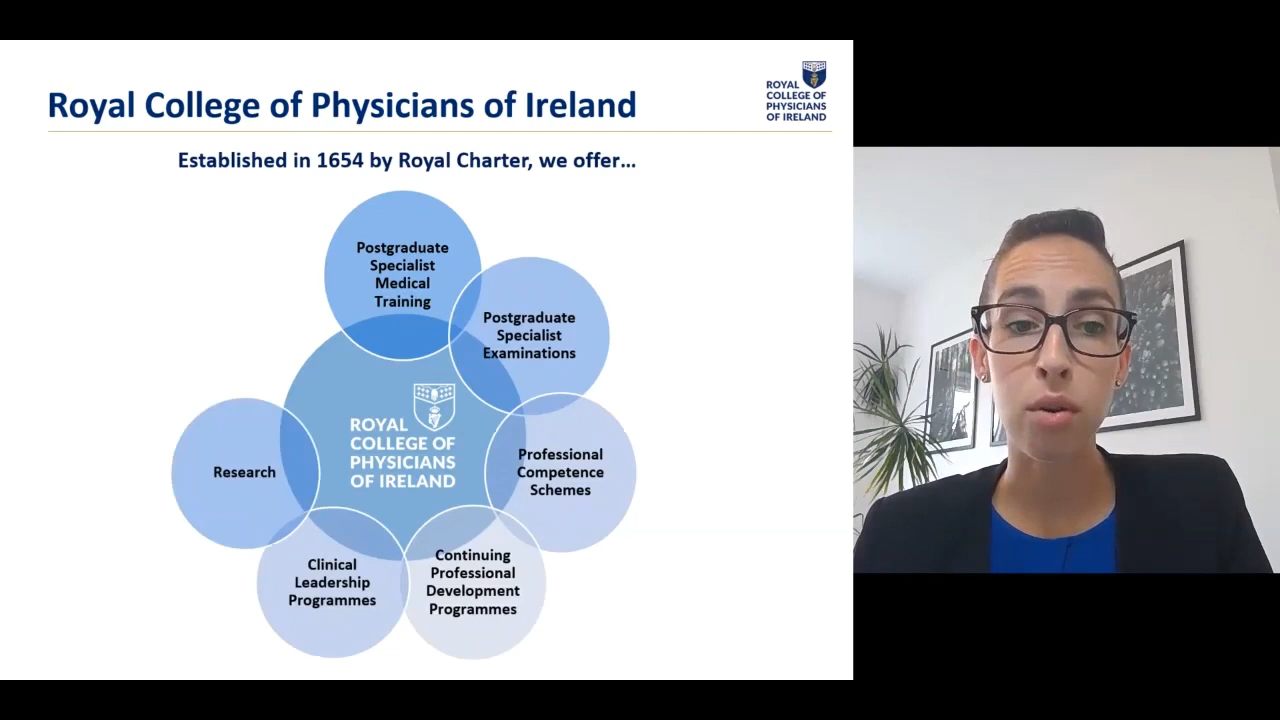 Royal College of Physicians of Ireland
ROYAL
COLLEGE OF
PHYSICIANS
OF IRELAND
Established in 1654 by Royal Charter, we offer...
Postgraduate
Specialist
Medical
Training
Postgraduate
Specialist
Examinations
Professional
Competence
Schemes
Continuing
Professional
Development
Programmes
Clinical
Leadership
Programmes
Research
ROYAL
COLLEGE OF
PHYSICIANS
OF IRELAND